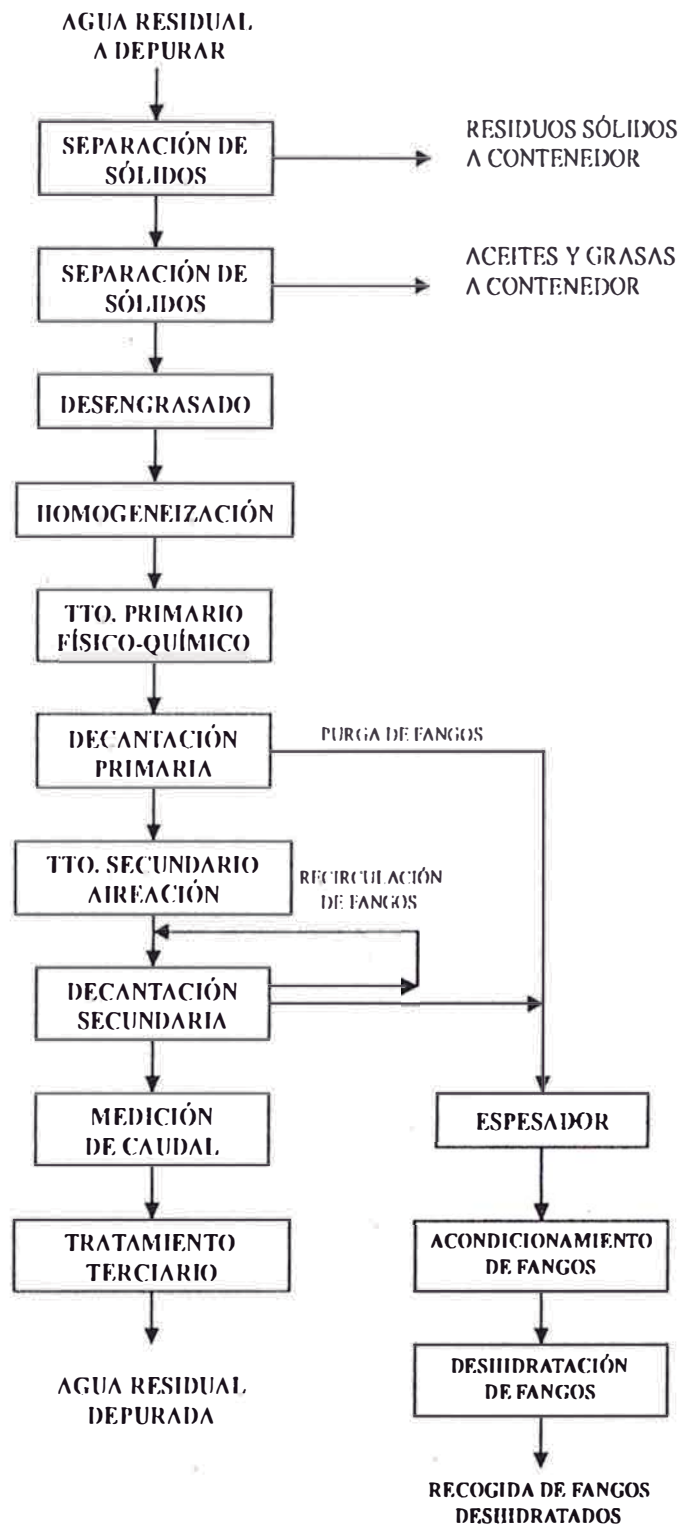 AGUA RESIDUAL
A DEPURAR
SEPARACIÓN DE
SÓLIDOS
RESIDUOS SÓLIDOS
A CONTENEDOR
SEPARACIÓN DE
SÓLIDOS
ACEITES Y GRASAS
A CONTENEDOR
DESENGRASADO
HOMOGENEIZACIÓN
TTO. PRIMARIO
FÍSICO-QUÍMICO
DECANTACIÓN
PRIMARIA
PURGA DE FANGOS
TTO. SECUNDARIO
AIREACIÓN
RECIRCULACIÓN
DE FANGOS
DECANTACIÓN
SECUNDARIA
MEDICIÓN
DE CAUDAL
ESPESADOR
TRATAMIENTO
TERCIARIO
ACONDICIONAMIENTO
DE FANGOS
DESHIDRATACIÓN
DE FANGOS
AGUA RESIDUAL
DEPURADA
RECOGIDA DE FANGOS
DESHIDRATADOS